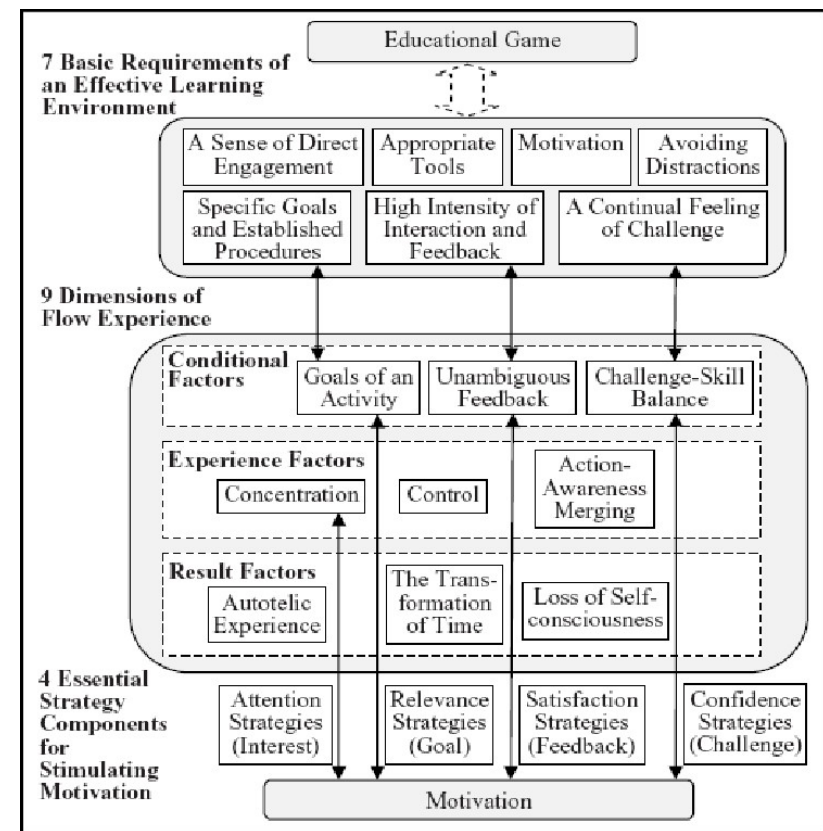 Educational Game
7 Basic Requirements of
an Effective Learning
Environment
A Sense of Direct
Engagement
Appropriate
Tools
Motivation
Avoiding
Distractions
Specific Goals
and Established
Procedures
High Intensity of
Interaction and
Feedback
A Continual Feeling
of Challenge
9 Dimensions of
Flow Experience
Conditional
Factors
Goals of an
Activity
Unambiguous
Feedback
Challenge-Skill
Balance
Experience Factors
Concentration
Control
Action-
Awareness
Merging
Result Factors
Autotelic
Experience
The Trans-
formation
of Time
Loss of Self-
consciousness
4 Essential
Strategy
Components
for
Stimulating
Motivation
Attention
Strategies
(Interest)
Relevance
Strategies
(Goal)
Satisfaction
Strategies
(Feedback)
Confidence
Strategies
(Challenge)
Motivation